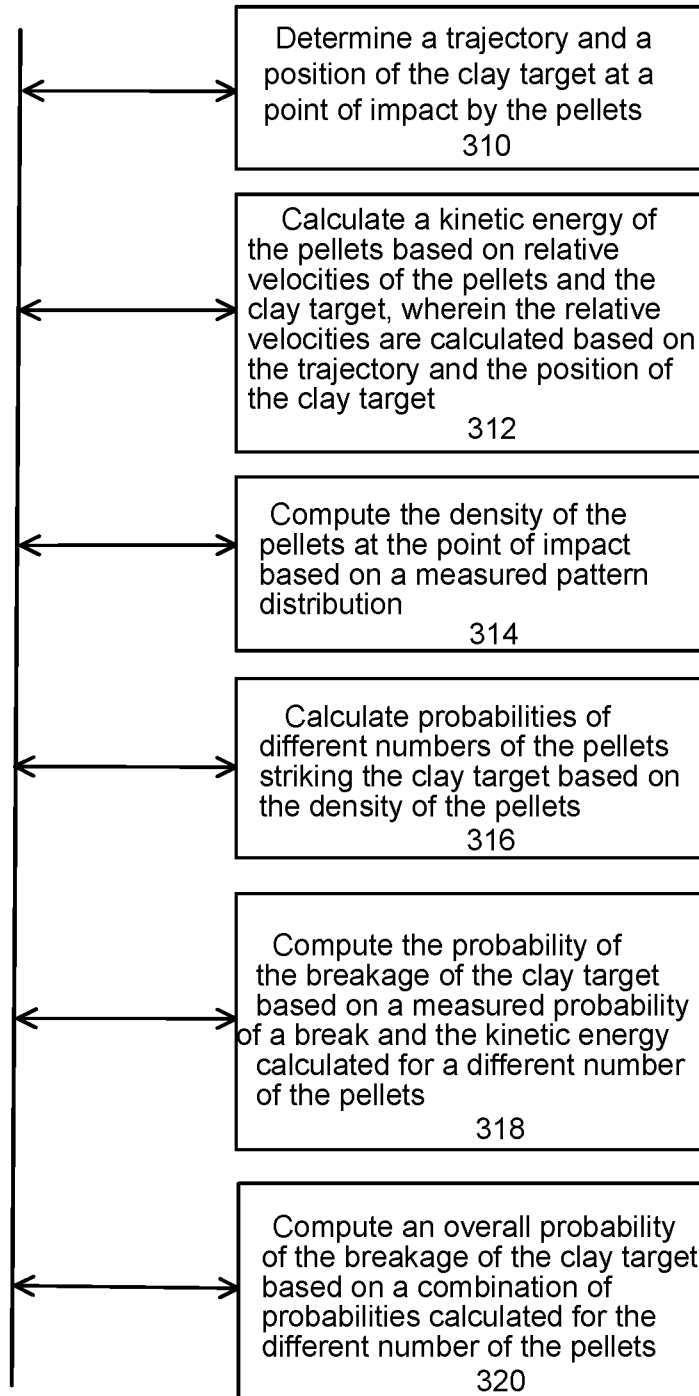 Determine a trajectory and a
position of the clay target at a
point of impact by the pellets
310
Calculate a kinetic energy of
the pellets based on relative
velocities of the pellets and the
clay target, wherein the relative
velocities are calculated based on
the trajectory and the position of
the clay target
312
Compute the density of the
pellets at the point of impact
based on a measured pattern
distribution
314
Calculate probabilities of
different numbers of the pellets
striking the clay target based on
the density of the pellets
316
Compute the probability of
the breakage of the clay target
based on a measured probability
of a break and the kinetic energy
calculated for a different number
of the pellets
318
Compute an overall probability
of the breakage of the clay target
based on a combination of
probabilities calculated for the
different number of the pellets
320